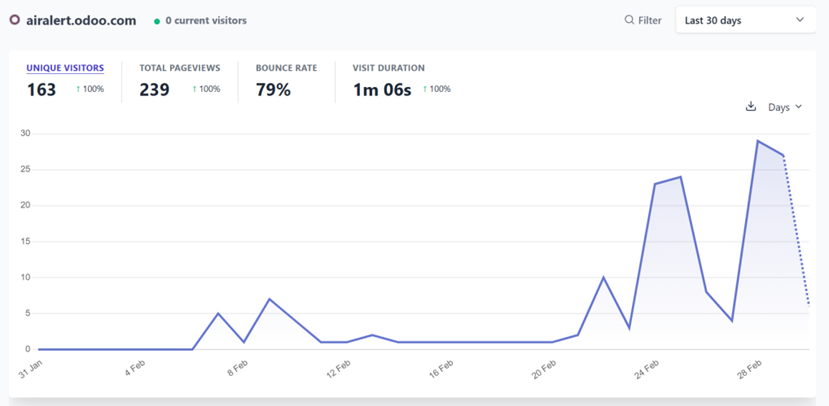 airalert.odoo.com 0 current visitors Filter Last 30 days
UNIQUE VISITORS TOTAL PAGEVIEWS BOUNCE RATE VISIT DURATION
163 ↑ 100% 239 ↑ 100% 79% 1m 06s ↑ 100%
Days
30
25
20
15
10
5
0
31 Jan 4 Feb 8 Feb 12 Feb 16 Feb 20 Feb 24 Feb 28 Feb